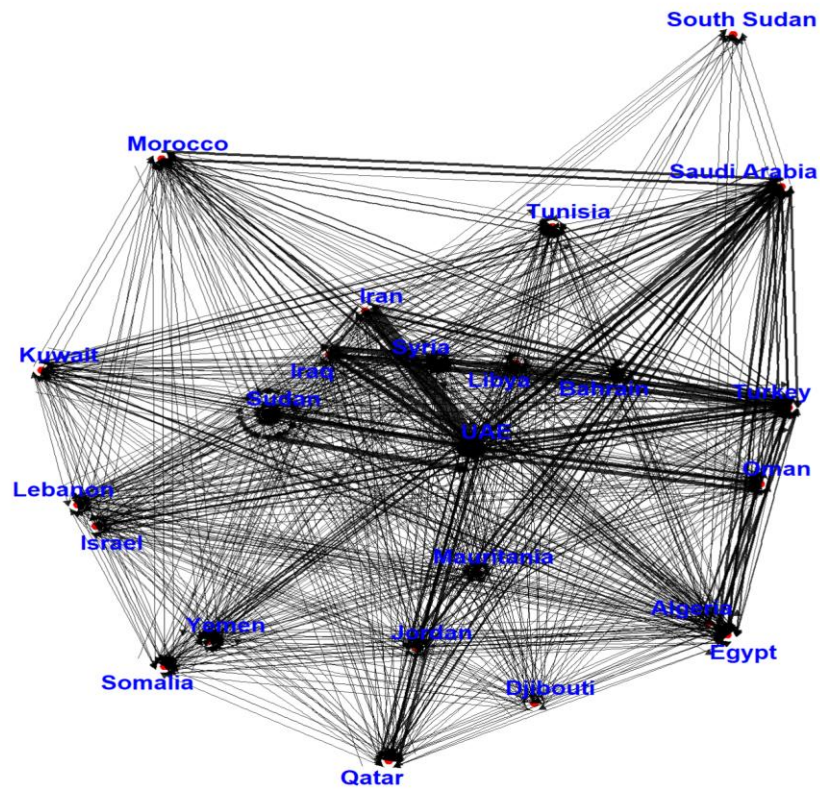 South Sudan
Morocco
Saudi Arabia
Tunisia
Iran
Kuwait
Syria
Iraq
Libya
Bahrain
Turkey
Sudan
UAE
Oman
Lebanon
Israel
Mauritania
Algeria
Yemen
Jordan
Egypt
Somalia
Djibouti
Qatar